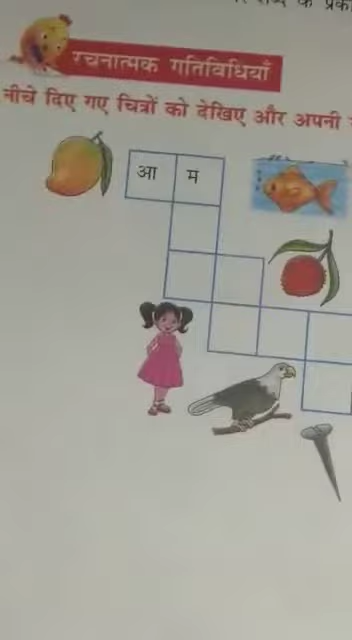 रचनात्मक गतिविधियाँ
नीचे दिए गए चित्रों को देखिए और अपनी
आ म